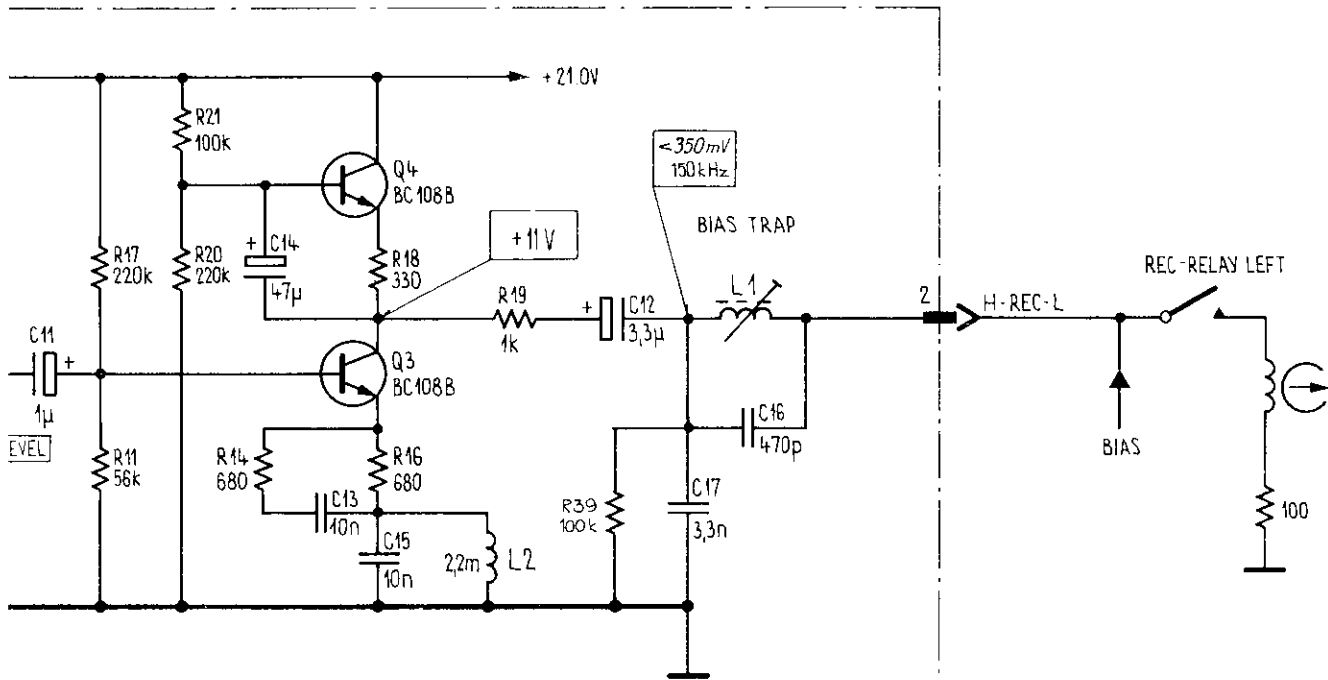 +21.0V
R21
100k
Q4
BC108B
<350mV
150kHz
BIAS TRAP
+11V
R17
220k
R20
220k
+
C14
47µ
R18
330
R19
1k
+
C12
3,3µ
L1
2
H-REC-L
REC-RELAY LEFT
C11
+
1µ
Q3
BC108B
EVEL
R11
56k
R14
680
R16
680
C13
10n
C15
10n
2,2m
L2
R39
100k
C16
470p
C17
3,3n
BIAS
100